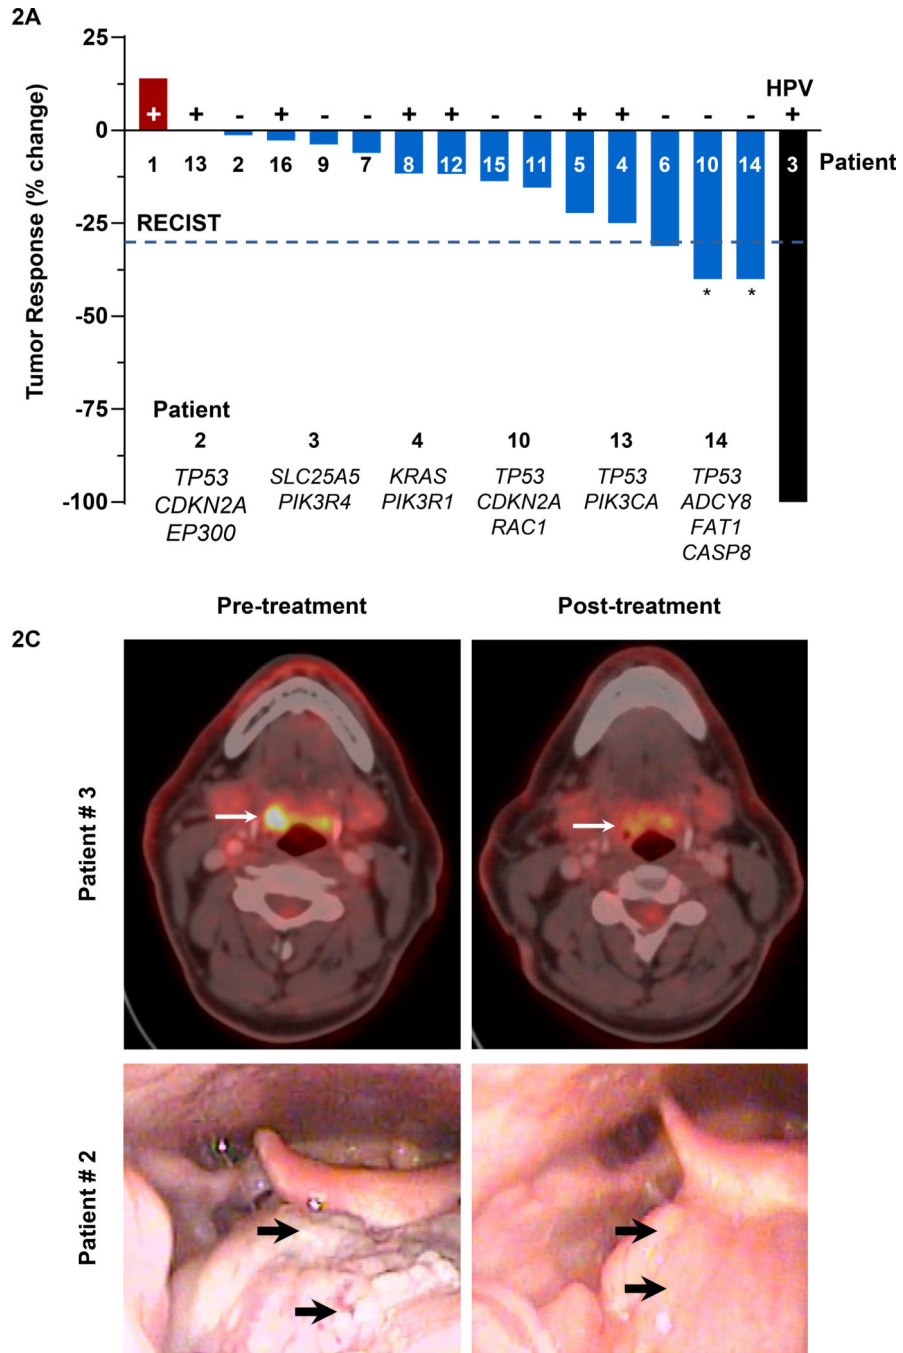 2A
25
HPV
+ + - + - - + + - - + + - - - +
0
1 13 2 16 9 7 8 12 15 11 5 4 6 10 14 3 Patient
-25
RECIST
* *
-50
-75
-100
Tumor Response (% change)
Patient
2 3 4 10 13 14
TP53 SLC25A5 KRAS TP53 TP53 TP53
CDKN2A PIK3R4 PIK3R1 CDKN2A PIK3CA ADCY8
EP300 RAC1 FAT1
CASP8
Pre-treatment Post-treatment
2C
Patient # 3
Patient # 2